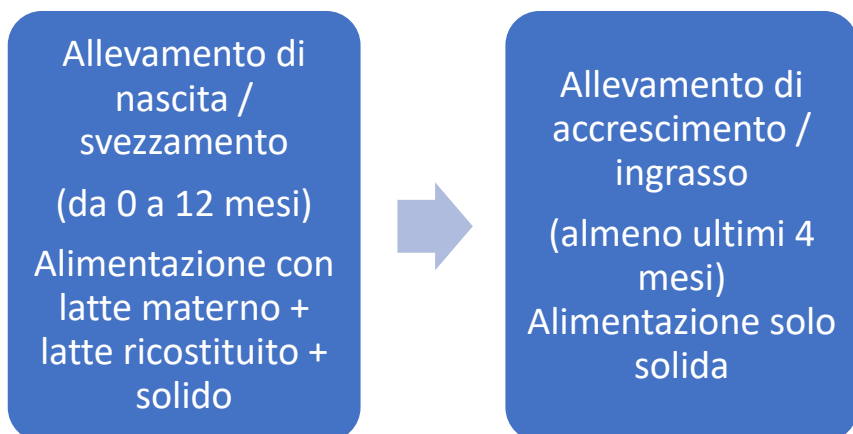 Allevamento di
nascita /
svezzamento
(da 0 a 12 mesi)
Alimentazione con
latte materno +
latte ricostituito +
solido
Allevamento di
accrescimento /
ingrasso
(almeno ultimi 4
mesi)
Alimentazione solo
solida